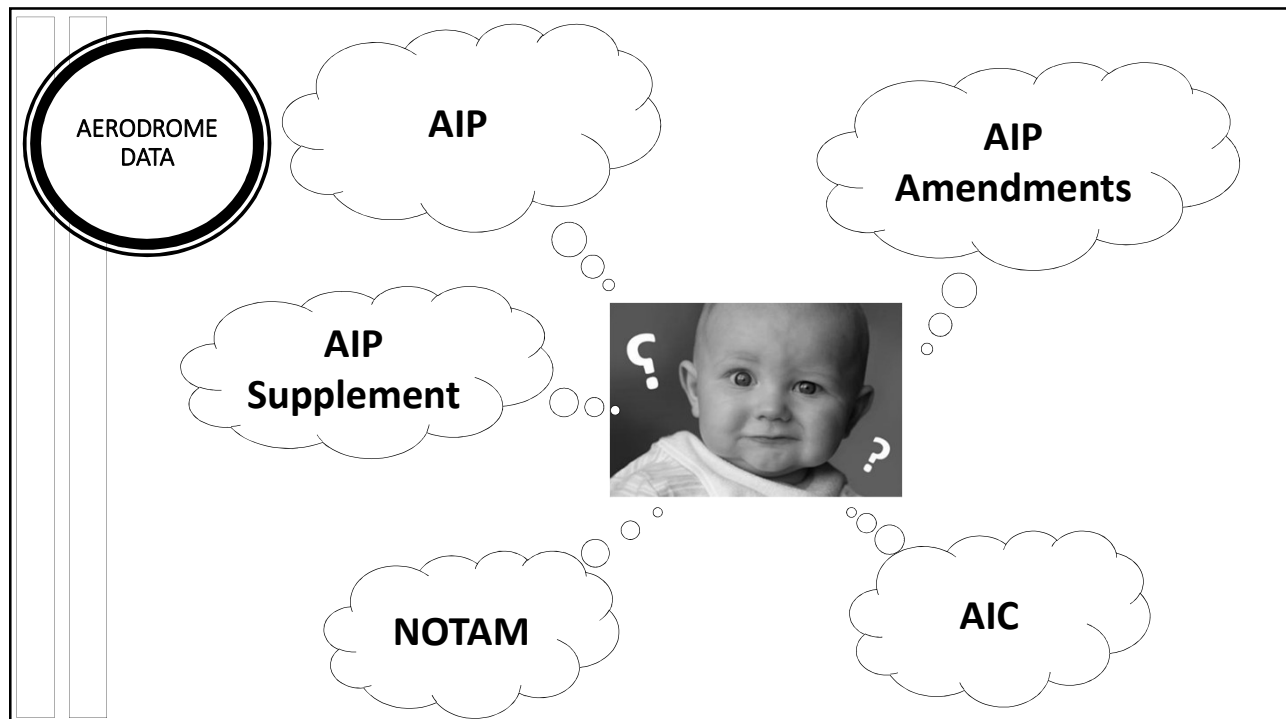 AERODROME
DATA
AIP
AIP
Amendments
AIP
Supplement
?
?
NOTAM
AIC